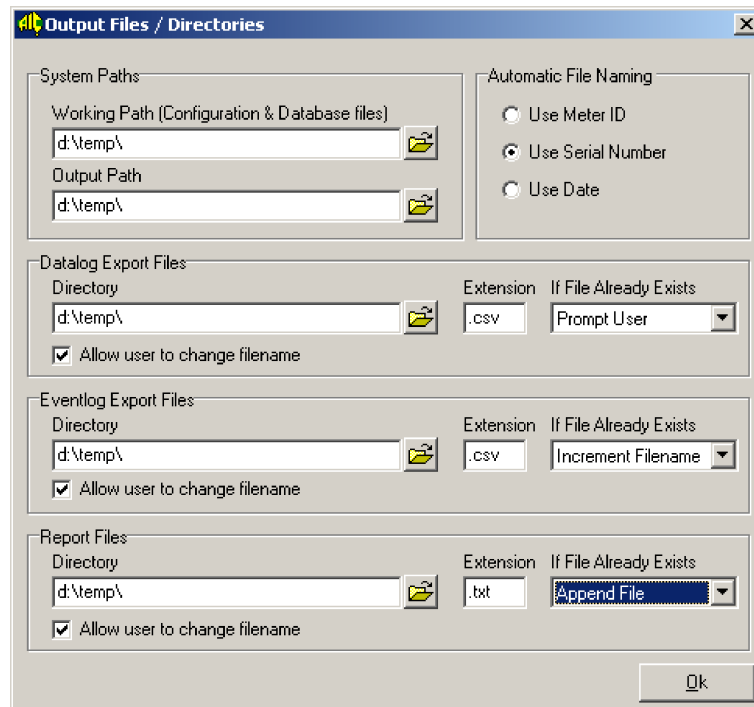 Output Files / Directories
System Paths
Working Path (Configuration & Database files)
d:\temp\
Output Path
d:\temp\
Automatic File Naming
Use Meter ID
Use Serial Number
Use Date
Datalog Export Files
Directory
Extension
If File Already Exists
d:\temp\
.csv
Prompt User
Allow user to change filename
Eventlog Export Files
Directory
Extension
If File Already Exists
d:\temp\
.csv
Increment Filename
Allow user to change filename
Report Files
Directory
Extension
If File Already Exists
d:\temp\
.txt
Append File
Allow user to change filename
Ok